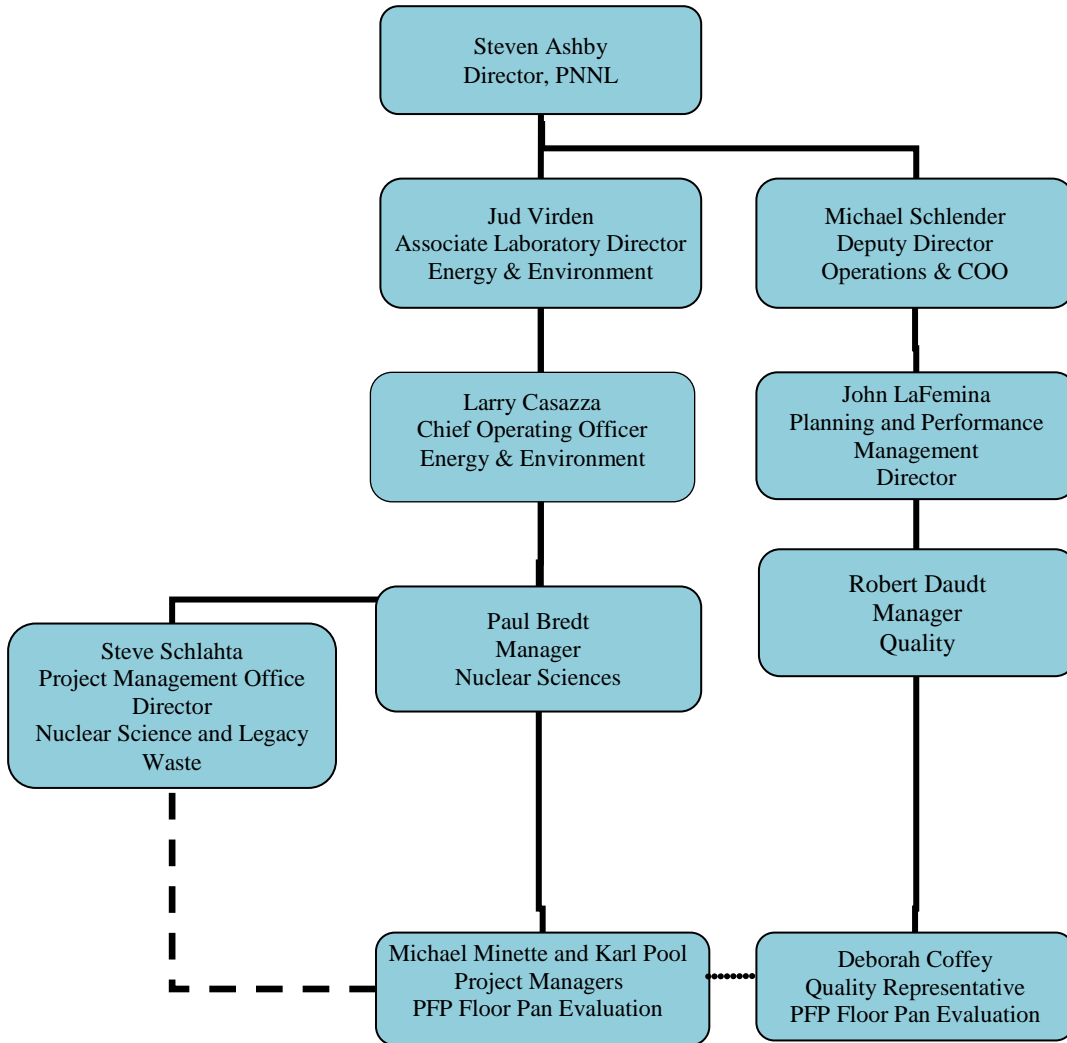 Steven Ashby
Director, PNNL
Jud Virden
Associate Laboratory Director
Energy & Environment
Michael Schlender
Deputy Director
Operations & COO
Larry Casazza
Chief Operating Officer
Energy & Environment
John LaFemina
Planning and Performance
Management
Director
Steve Schlahta
Project Management Office
Director
Nuclear Science and Legacy
Waste
Paul Bredt
Manager
Nuclear Sciences
Robert Daudt
Manager
Quality
Michael Minette and Karl Pool
Project Managers
PFP Floor Pan Evaluation
Deborah Coffey
Quality Representative
PFP Floor Pan Evaluation